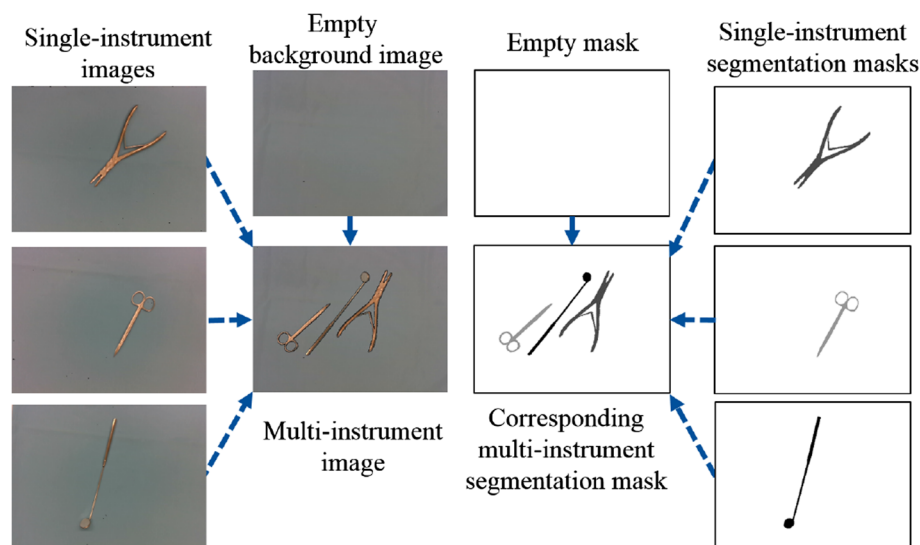 Single-instrument
images
Empty
background image
Empty mask
Single-instrument
segmentation masks
Multi-instrument
image
Corresponding
multi-instrument
segmentation mask